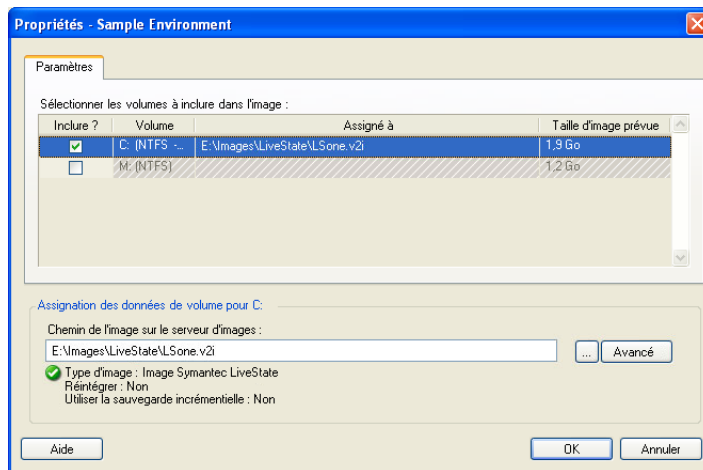 Propriétés - Sample Environment
Paramètres
Sélectionner les volumes à inclure dans l'image :
Inclure ? Volume Assigné à Taille d'image prévue
C: (NTFS -... E:\Images\LiveState\LSone.v2i 1,9 Go
M: (NTFS) 1,2 Go
Assignation des données de volume pour C:
Chemin de l'image sur le serveur d'images :
E:\Images\LiveState\LSone.v2i ... Avancé
Type d'image : Image Symantec LiveState
Réintégrer : Non
Utiliser la sauvegarde incrémentielle : Non
Aide OK Annuler